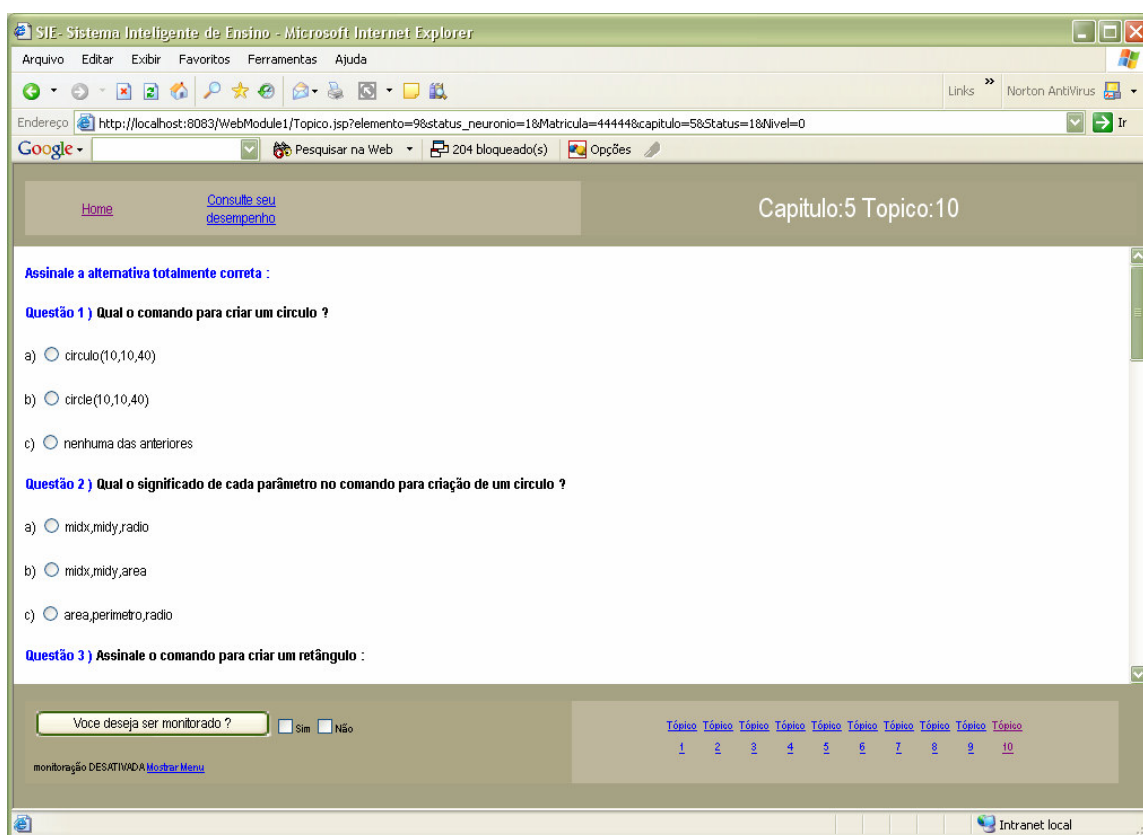 SIE- Sistema Inteligente de Ensino - Microsoft Internet Explorer
Arquivo Editar Exibir Favoritos Ferramentas Ajuda
Links » Norton AntiVirus
Endereço http://localhost:8083/WebModule1/Topico.jsp?elemento=9&status_neuronio=1&Matricula=44444&capitulo=5&Status=1&Nivel=0 Ir
Google Pesquisar na Web 204 bloqueado(s) Opções
Home Consulte seu desempenho Capitulo:5 Topico:10
Assinale a alternativa totalmente correta :
Questão 1 ) Qual o comando para criar um circulo ?
a) circulo(10,10,40)
b) circle(10,10,40)
c) nenhuma das anteriores
Questão 2 ) Qual o significado de cada parâmetro no comando para criação de um circulo ?
a) midx,midy,radio
b) midx,midy,area
c) area,perimetro,radio
Questão 3 ) Assinale o comando para criar um retângulo :
Voce deseja ser monitorado ? Sim Não
monitoração DESATIVADA Mostrar Menu
Tópico Tópico Tópico Tópico Tópico Tópico Tópico Tópico Tópico Tópico
1 2 3 4 5 6 7 8 9 10
Intranet local